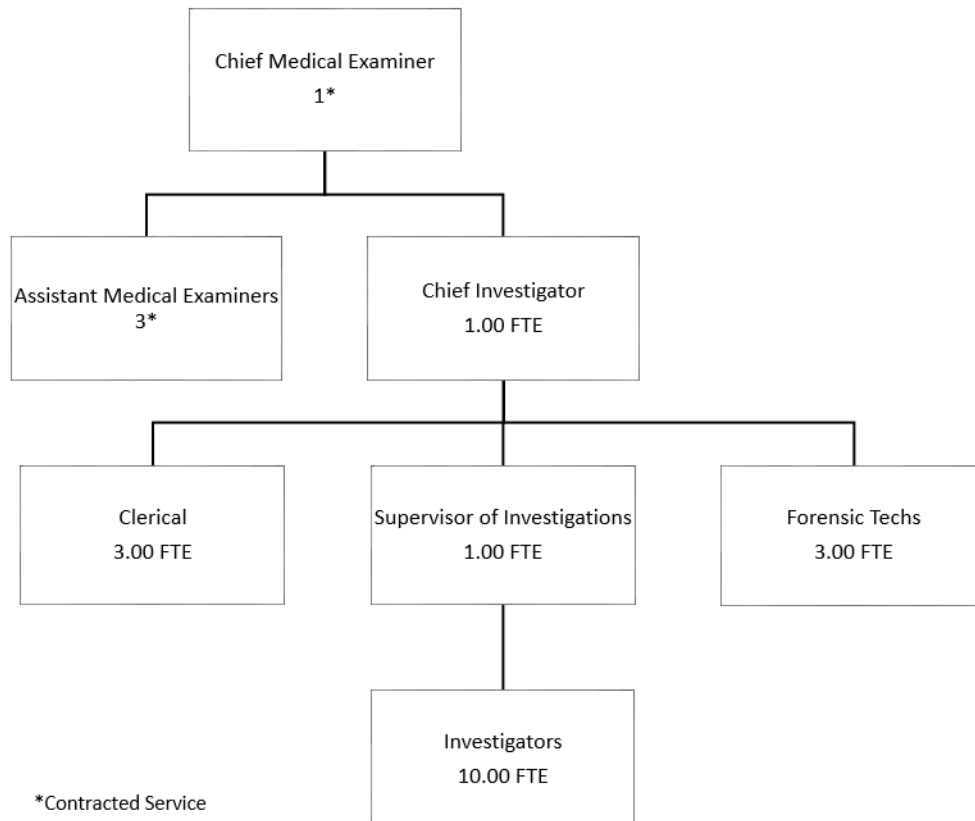 Chief Medical Examiner
1*
Assistant Medical Examiners
3*
Chief Investigator
1.00 FTE
Clerical
3.00 FTE
Supervisor of Investigations
1.00 FTE
Forensic Techs
3.00 FTE
Investigators
10.00 FTE
*Contracted Service